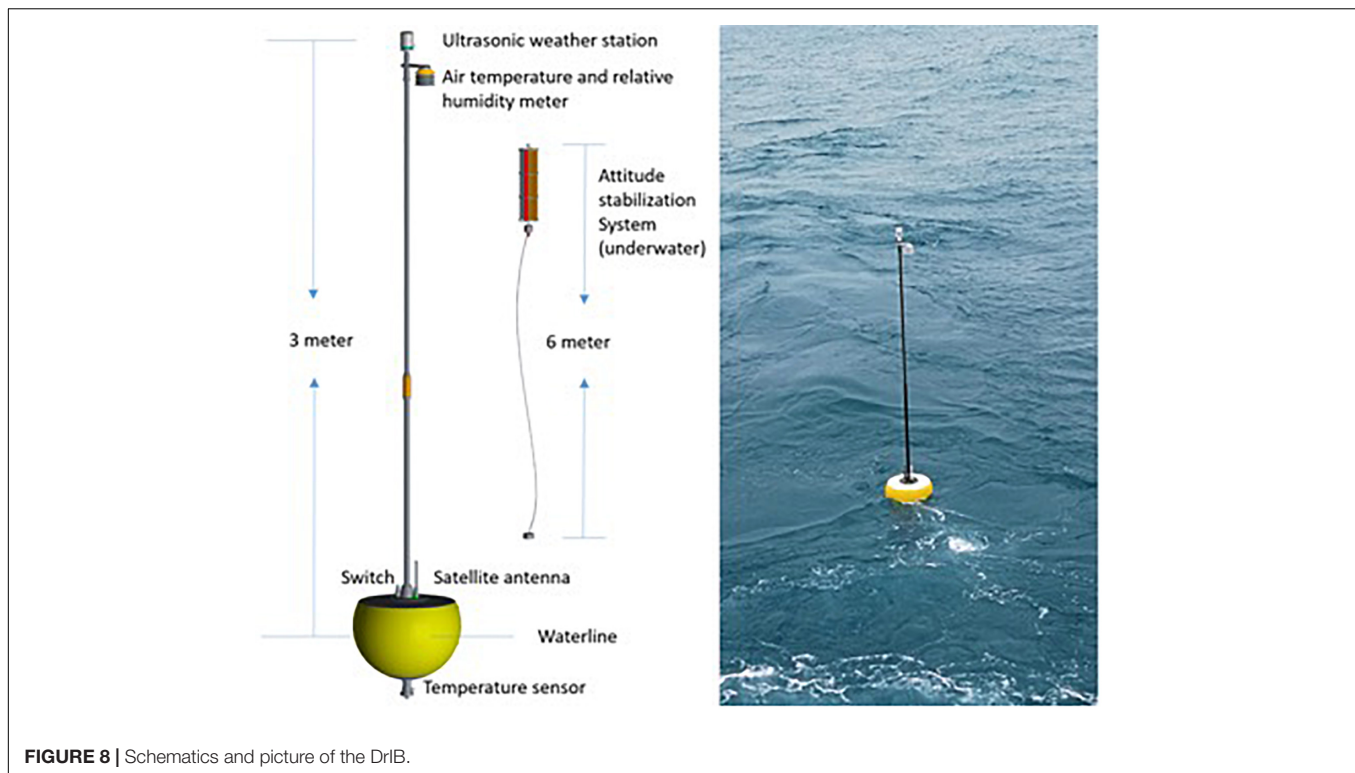 Ultrasonic weather station
Air temperature and relative
humidity meter
Attitude
stabilization
System
(underwater)
3 meter
6 meter
Switch
Satellite antenna
Waterline
Temperature sensor
FIGURE 8 | Schematics and picture of the DrIB.